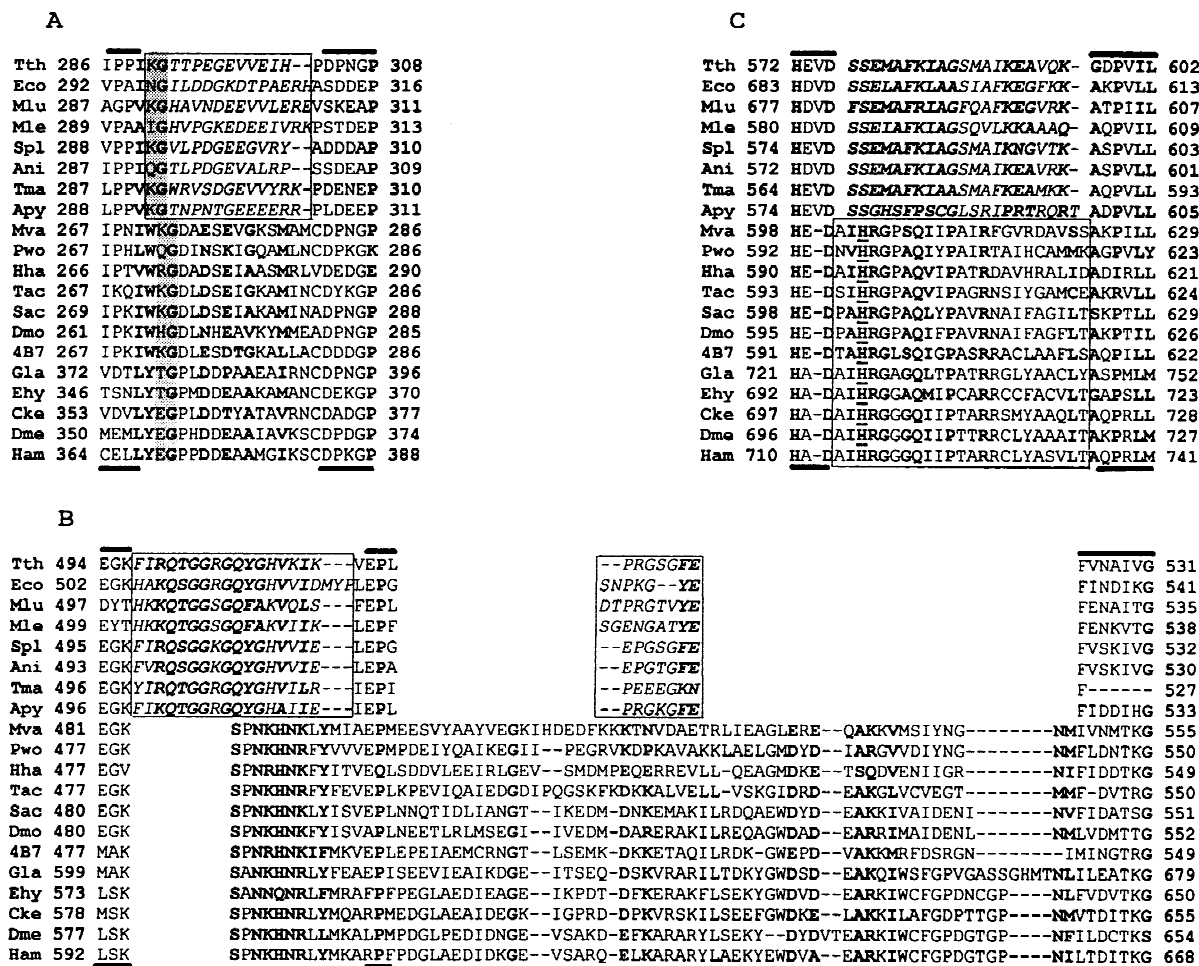 A
Tth 286 IPPIKGTTPEGEVVEIH--PDPNGP 308
Eco 292 VPAINGILDDGKDTPAERHASDDEP 316
Mlu 287 AGPVKGHAVNDEEVVLEREVSKEAP 311
Mle 289 VPAAIGHVPGKEDEEIVRKPSTDEP 313
Spl 288 VPPIKGVLPDGEEGVRY--ADDDAP 310
Ani 287 IPPIQGTLPDGEVALRP--SSDEAP 309
Tma 287 LPPVKGWRVSDGEVVYRK-PDENEP 310
Apy 288 LPPVKGTNPNTGEEEERR-PLDEEP 311
Mva 267 IPNIWKGDAESEVGKSMAMCDPNGP 286
Pwo 267 IPHLWQGDINSKIGQAMLNCDPKGK 286
Hha 266 IPTVWRGDADSEIAASMRLVDEDGE 290
Tac 267 IKQIWKGDLDSEIGKAMINCDYKGP 286
Sac 269 IPKIWKGDLDSEIAKAMINADPNGP 288
Dmo 261 IPKIWHGDLNHEAVKYMMEADPNGP 285
4B7 267 IPKIWKGDLESDTGKALLACDDDGP 286
Gla 372 VDTLYTGPLDDPAAEAIRNCDPNGP 396
Ehy 346 TSNLYTGPMDDEAAKAMKNCDEKGP 370
Cke 353 VDVLYEGPLDDTYATAVRNCDADGP 377
Dme 350 MEMLYEGPHDDEAAIAVKSCDPDGP 374
Ham 364 CELLYEGPPDDEAAMGIKSCDPKGP 388
C
Tth 572 HEVD SSEMAFKIAGSMAIKEAVQK- GDPVIL 602
Eco 683 HDVD SSELAFKLAASIAFKEGFKK- AKPVLL 613
Mlu 677 HDVD FSEMAFRIAGFQAFKEGVRK- ATPIIL 607
Mle 580 HDVD SSEIAFKIAGSQVLKKAAAQ- AQPVIL 609
Spl 574 HEVD SSEMAFKIAGSMAIKNGVTK- ASPVLL 603
Ani 572 HEVD SSEMAFKIAGSMAIKEAVRK- ASPVLL 601
Tma 564 HEVD SSEMAFKIAASMAFKEAMKK- AQPVLL 593
Apy 574 HEVD SSGHSFPSCGLSRIPRTRQRT ADPVLL 605
Mva 598 HE-DAIHRGPSQIIPAIRFGVRDAVSSAKPILL 629
Pwo 592 HE-DNVHRGPAQIYPAIRTAIHCAMMKAGPVLY 623
Hha 590 HE-DAIHRGPAQVIPATRDAVHRALIDADIRLL 621
Tac 593 HE-DSIHRGPAQIIPAGRNSIYGAMCEAKRVLL 624
Sac 598 HE-DPAHRGPAQLYPAVRNAIFAGILTSKPTLL 629
Dmo 595 HE-DPAHRGPAQIFPAVRNAIFAGFLTAKPTIL 626
4B7 591 HE-DTAHRGLSQIGPASRRACLAAFLSAQPILL 622
Gla 721 HA-DAIHRGAGQLTPATRRGLYAACLYASPMLM 752
Ehy 692 HA-DAIHRGGAQMIPCARRCCFACVLTGAPSLL 723
Cke 697 HA-DAIHRGGGQIIPTARRSMYAAQLTAQPRLL 728
Dme 696 HA-DAIHRGGGQIIPTTRRCLYAAAITAKPRLM 727
Ham 710 HA-DAIHRGGGQIIPTARRCLYASVLTAQPRLM 741
B
Tth 494 EGKFIRQTGGRGQYGHVKIK---VEPL --PRGSGFE FVNAIVG 531
Eco 502 EGKHAKQSGGRGQYGHVVIDMYPLEPG SNPKG--YE FINDIKG 541
Mlu 497 DYTHKKQTGGSGQFAKVQLS---FEPL DTPRGTVYE FENAITG 535
Mle 499 EYTHKKQTGGSGQFAKVIIK---LEPF SGENGATYE FENKVTG 538
Spl 495 EGKFIRQSGGKGQYGHVVIE---LEPG --EPGSGFE FVSKIVG 532
Ani 493 EGKFVRQSGGKGQYGHVVIE---LEPA --EPGTGFE FVSKIVG 530
Tma 496 EGKYIRQTGGRGQYGHVILR---IEPI --PEEEGKN F------ 527
Apy 496 EGKFIKQTGGRGQYGHAIIE---IEPL --PRGKGFE FIDDIHG 533
Mva 481 EGK SPNKHNKLYMIAEPMEESVYAAYVEGKIHDEDFKKKTNVDAETRLIEAGLERE--QAKKVMSIYNG--------NMIVNMTKG 555
Pwo 477 EGK SPNRHNKFYVVVEPMPDEIYQAIKEGII--PEGRVKDPKAVAKKLAELGMDYD--IARGVVDIYNG--------NMFLDNTKG 550
Hha 477 EGV SPNRHNKFYITVEQLSDDVLEEIRLGEV--SMDMPEQERREVLL-QEAGMDKE--TSQDVENIIGR--------NIFIDDTKG 549
Tac 477 EGK SPNKHNRFYFEVEPLKPEVIQAIEDGDIPQGSKFKDKKALVELL-VSKGIDRD--EAKGLVCVEGT--------MMF-DVTRG 550
Sac 480 EGK SPNKHNKLYISVEPLNNQTIDLIANGT--IKEDM-DNKEMAKILRDQAEWDYD--EAKKIVAIDENI-------NVFIDATSG 551
Dmo 480 EGK SPNKHNKFYISVAPLNEETLRLMSEGI--IVEDM-DARERAKILREQAGWDAD--EARRIMAIDENL-------NMLVDMTTG 552
4B7 477 MAK SPNRHNKIFMKVEPLEPEIAEMCRNGT--LSEMK-DKKETAQILRDK-GWEPD--VAKKMRFDSRGN-------IMINGTRG 549
Gla 599 MAK SANKHNRLYFEARPISEELIEAIEDGE--ITSEQ-DSKVRARILTDKYGWDSD--EAKQIWSFGPVGASSGHMTNLILEATKG 679
Ehy 573 LSK SANNQNRLFMRAFPFPEGLAEDIEAGE--IKPDT-DFKERAKFLSEKYGWDVD--EARKIWCFGPDNCGP----NLFVDVTKG 650
Cke 578 MSK SPNKHNRLYMQARPMEDGLAEAIDEGK--IGPRD-DPKVRSKILSEEFGWDKE--LAKKILAFGPDTTGP----NMVTDITKG 655
Dme 577 LSK SPNKHNRLLMKALPMPDGLPEDIDNGE--VSAKD--EFKARARYLSEKY-DYDVTEARKIWCFGPDGTGP----NFILDCTKS 654
Ham 592 LSK SPNKHNRLYMKARPFPDGLAEDIDKGE--VSARQ--ELKARARYLAEKYEWDVA--EARKIWCFGPDGTGP----NILTDITKG 668